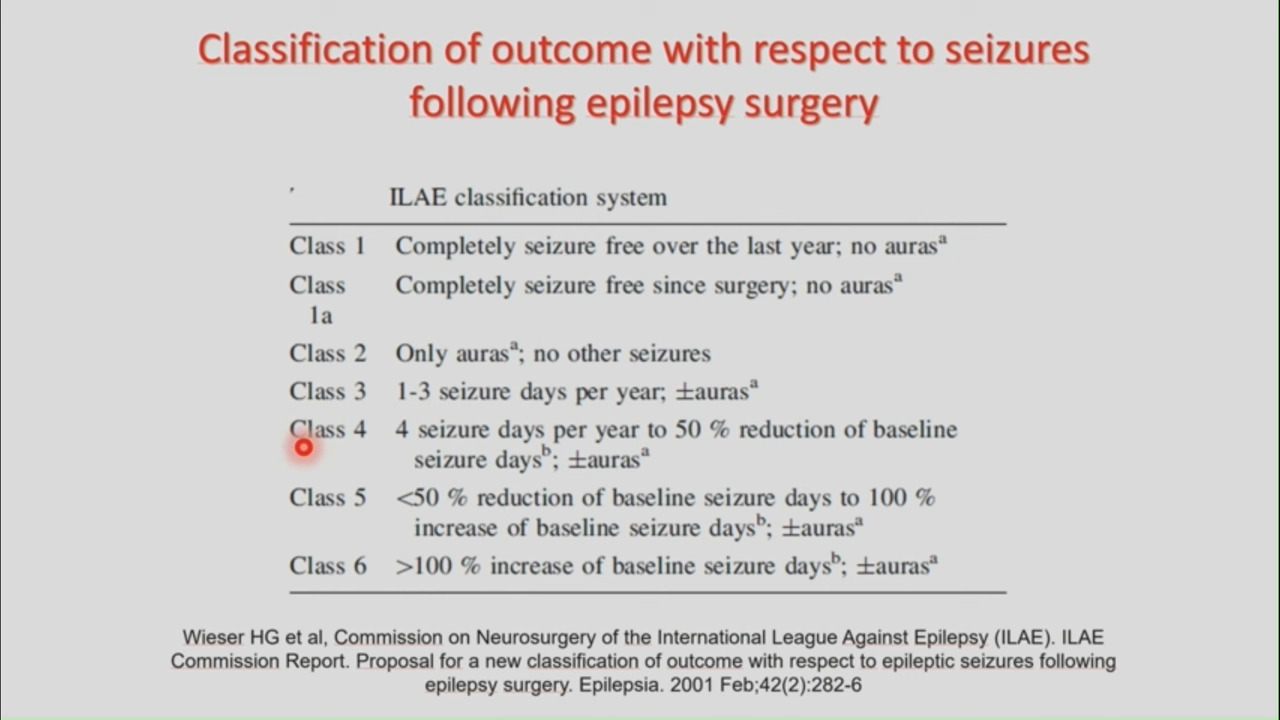 Classification of outcome with respect to seizures
following epilepsy surgery
ILAE classification system
Class 1 Completely seizure free over the last year; no aurasᵃ
Class Completely seizure free since surgery; no aurasᵃ
1a
Class 2 Only aurasᵃ; no other seizures
Class 3 1-3 seizure days per year; ±aurasᵃ
Class 4 4 seizure days per year to 50 % reduction of baseline
seizure daysᵇ; ±aurasᵃ
Class 5 <50 % reduction of baseline seizure days to 100 %
increase of baseline seizure daysᵇ; ±aurasᵃ
Class 6 >100 % increase of baseline seizure daysᵇ; ±aurasᵃ
Wieser HG et al, Commission on Neurosurgery of the International League Against Epilepsy (ILAE). ILAE
Commission Report. Proposal for a new classification of outcome with respect to epileptic seizures following
epilepsy surgery. Epilepsia. 2001 Feb;42(2):282-6